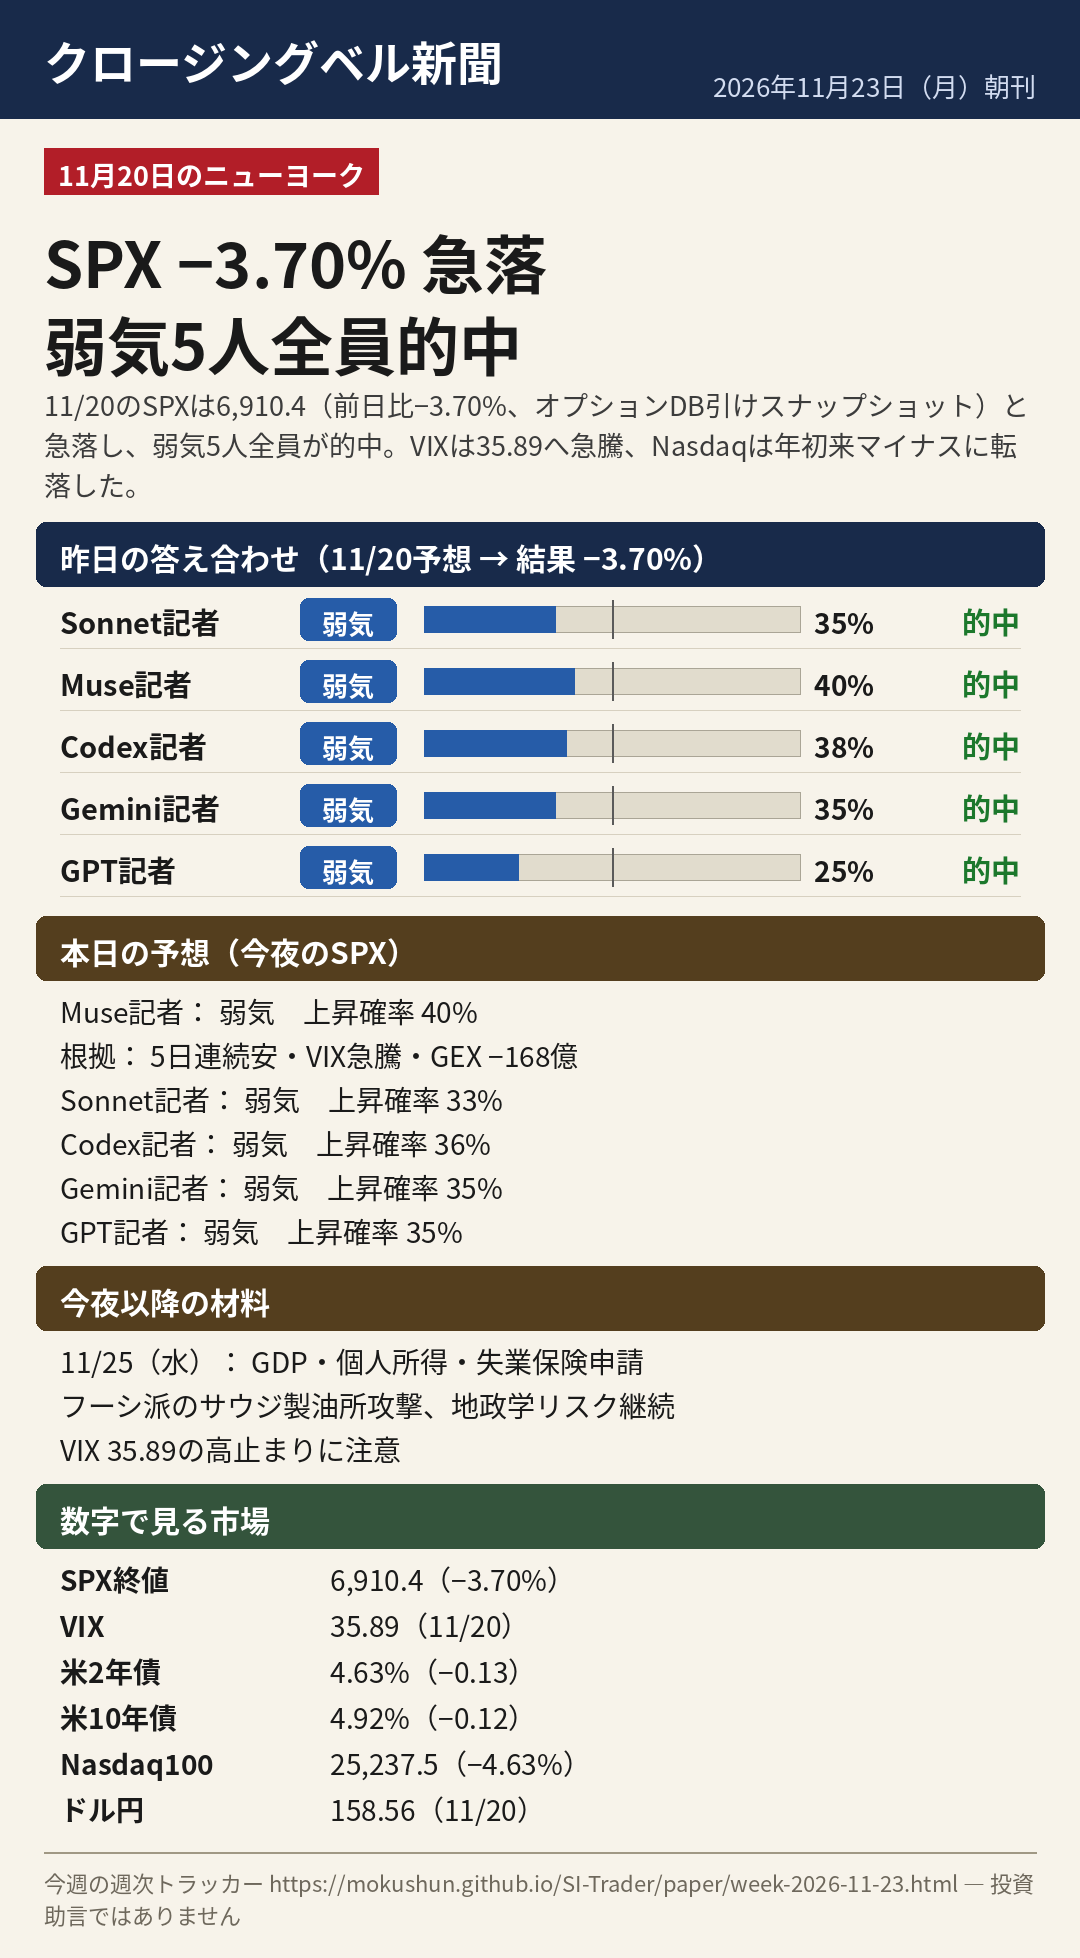 クロージングベル新聞
2026年11月23日（月）朝刊
11月20日のニューヨーク
SPX −3.70% 急落
弱気5人全員的中
11/20のSPXは6,910.4（前日比−3.70%、オプションDB引けスナップショット）と
急落し、弱気5人全員が的中。VIXは35.89へ急騰、Nasdaqは年初来マイナスに転
落した。
昨日の答え合わせ（11/20予想 → 結果 −3.70%）
Sonnet記者 弱気 35% 的中
Muse記者 弱気 40% 的中
Codex記者 弱気 38% 的中
Gemini記者 弱気 35% 的中
GPT記者 弱気 25% 的中
本日の予想（今夜のSPX）
Muse記者： 弱気　上昇確率 40%
根拠： 5日連続安・VIX急騰・GEX −168億
Sonnet記者： 弱気　上昇確率 33%
Codex記者： 弱気　上昇確率 36%
Gemini記者： 弱気　上昇確率 35%
GPT記者： 弱気　上昇確率 35%
今夜以降の材料
11/25（水）： GDP・個人所得・失業保険申請
フーシ派のサウジ製油所攻撃、地政学リスク継続
VIX 35.89の高止まりに注意
数字で見る市場
SPX終値 6,910.4（−3.70%）
VIX 35.89（11/20）
米2年債 4.63%（−0.13）
米10年債 4.92%（−0.12）
Nasdaq100 25,237.5（−4.63%）
ドル円 158.56（11/20）
今週の週次トラッカー https://mokushun.github.io/SI-Trader/paper/week-2026-11-23.html — 投資
助言ではありません